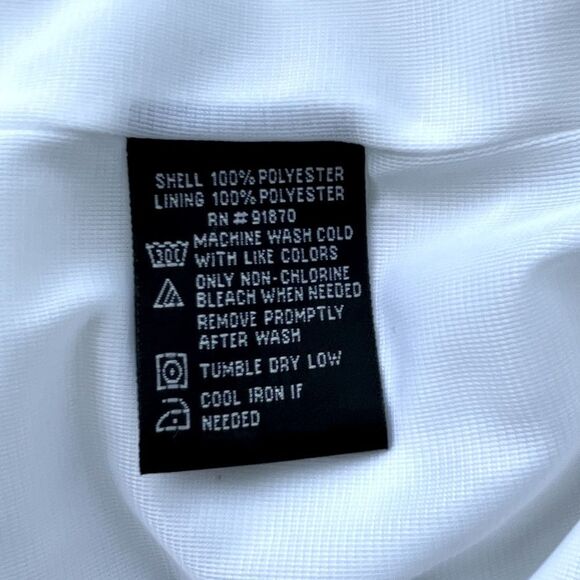 SHELL 100% POLYESTER
LINING 100% POLYESTER
RN # 91870
30C MACHINE WASH COLD
WITH LIKE COLORS
ONLY NON-CHLORINE
BLEACH WHEN NEEDED
REMOVE PROMPTLY
AFTER WASH
TUMBLE DRY LOW
COOL IRON IF
NEEDED